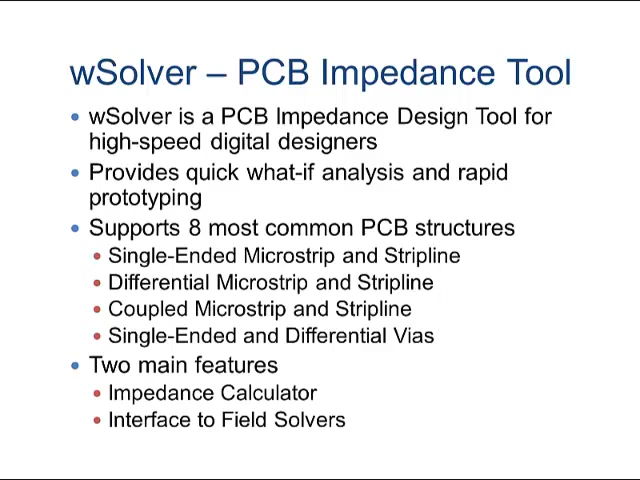 wSolver – PCB Impedance Tool
• wSolver is a PCB Impedance Design Tool for
high-speed digital designers
• Provides quick what-if analysis and rapid
prototyping
• Supports 8 most common PCB structures
• Single-Ended Microstrip and Stripline
• Differential Microstrip and Stripline
• Coupled Microstrip and Stripline
• Single-Ended and Differential Vias
• Two main features
• Impedance Calculator
• Interface to Field Solvers